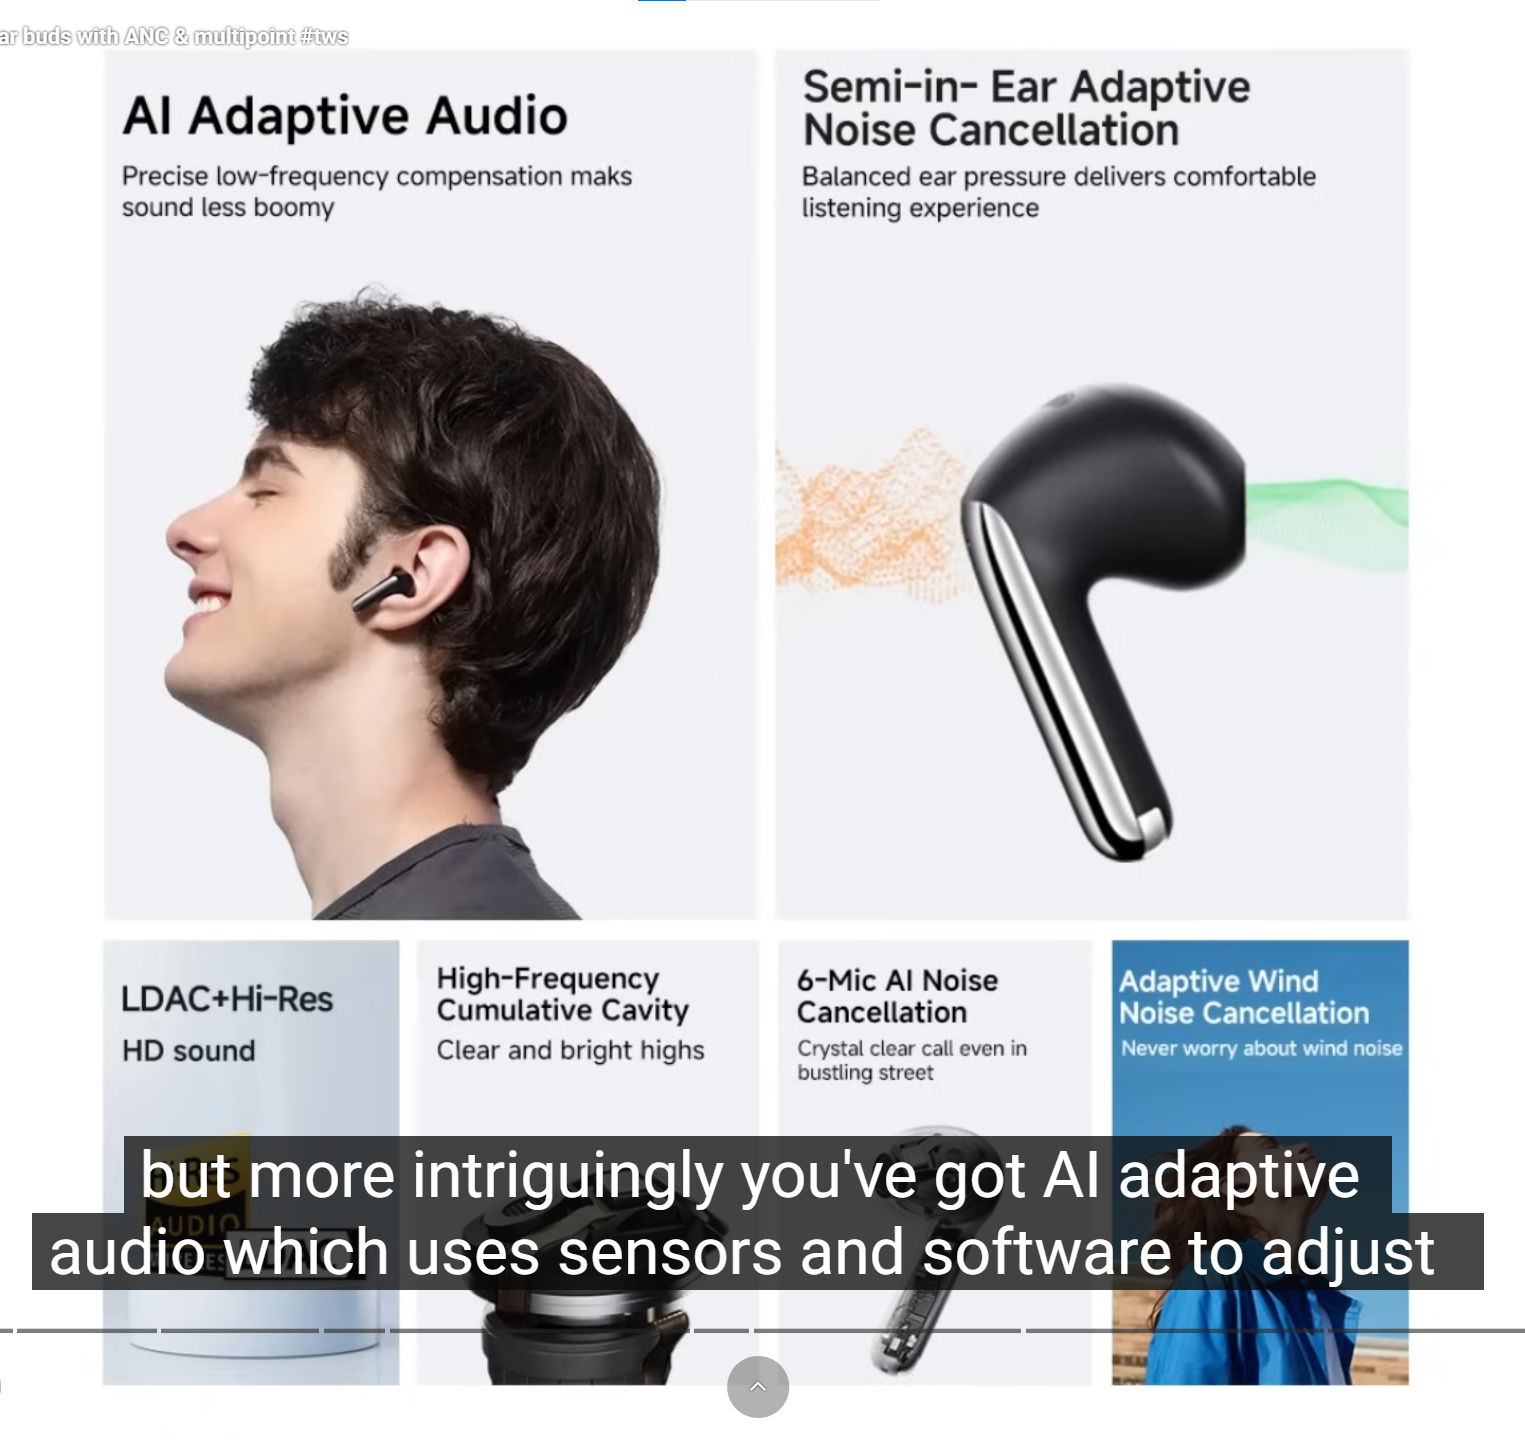 ar buds with ANC & multipoint #tws
AI Adaptive Audio
Precise low-frequency compensation maks
sound less boomy
Semi-in- Ear Adaptive
Noise Cancellation
Balanced ear pressure delivers comfortable
listening experience
LDAC+Hi-Res
HD sound
High-Frequency
Cumulative Cavity
Clear and bright highs
6-Mic AI Noise
Cancellation
Crystal clear call even in
bustling street
Adaptive Wind
Noise Cancellation
Never worry about wind noise
Hi-Res
AUDIO
but more intriguingly you've got AI adaptive
audio which uses sensors and software to adjust